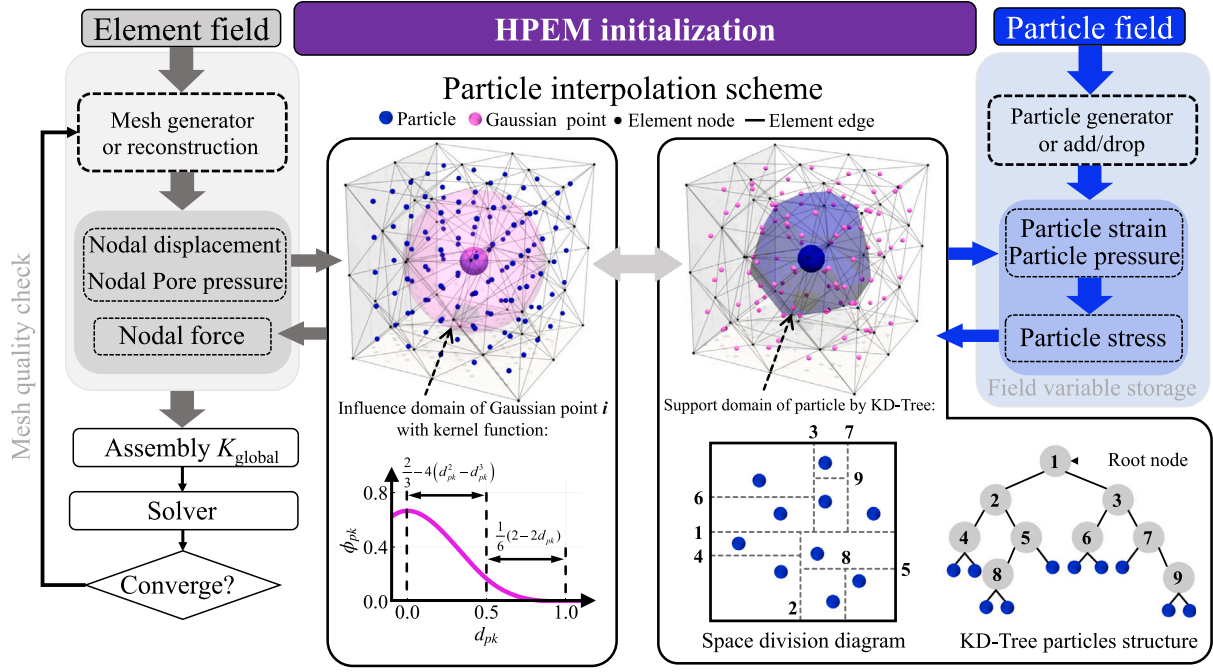 Element field
HPEM initialization
Particle field
Particle interpolation scheme
Particle
Gaussian point
Element node
Element edge
Mesh generator
or reconstruction
Nodal displacement
Nodal Pore pressure
Nodal force
Mesh quality check
Assembly K_global
Solver
Converge?
Influence domain of Gaussian point i
with kernel function:
2/3 − 4(d²_pk − d³_pk)
1/6 (2 − 2d_pk)
ϕ_pk
0.8
0.4
0.0
0.0
0.5
1.0
d_pk
Support domain of particle by KD-Tree:
3
7
9
6
1
4
8
5
2
Space division diagram
1
Root node
2
3
4
5
6
7
8
9
KD-Tree particles structure
Particle generator
or add/drop
Particle strain
Particle pressure
Particle stress
Field variable storage